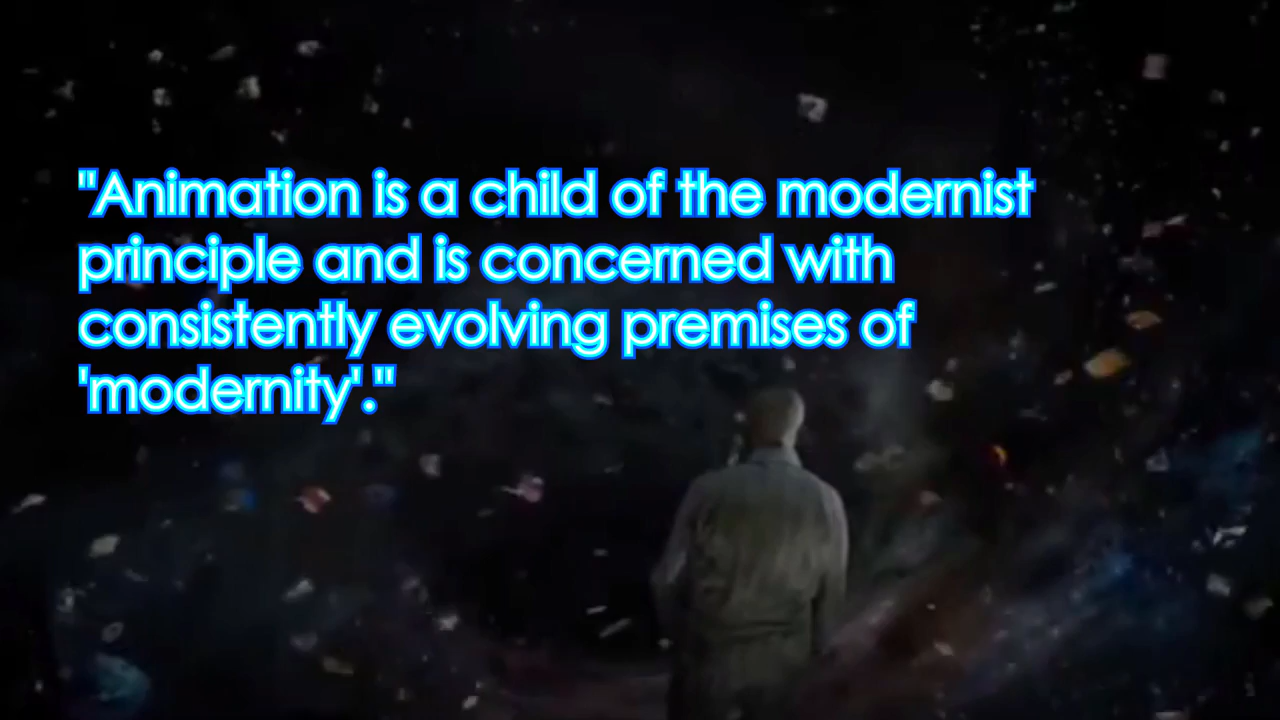 "Animation is a child of the modernist
principle and is concerned with
consistently evolving premises of
'modernity'."